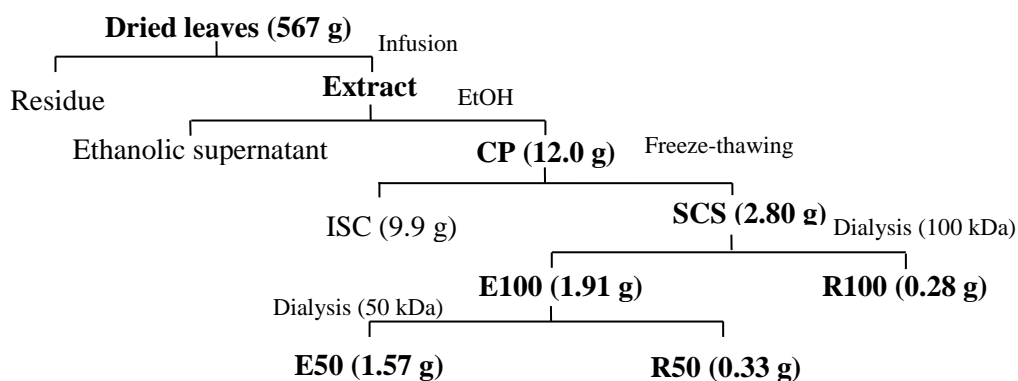 Dried leaves (567 g)
Infusion
Residue
Extract
EtOH
Ethanolic supernatant
CP (12.0 g)
Freeze-thawing
ISC (9.9 g)
SCS (2.80 g)
Dialysis (100 kDa)
E100 (1.91 g)
R100 (0.28 g)
Dialysis (50 kDa)
E50 (1.57 g)
R50 (0.33 g)